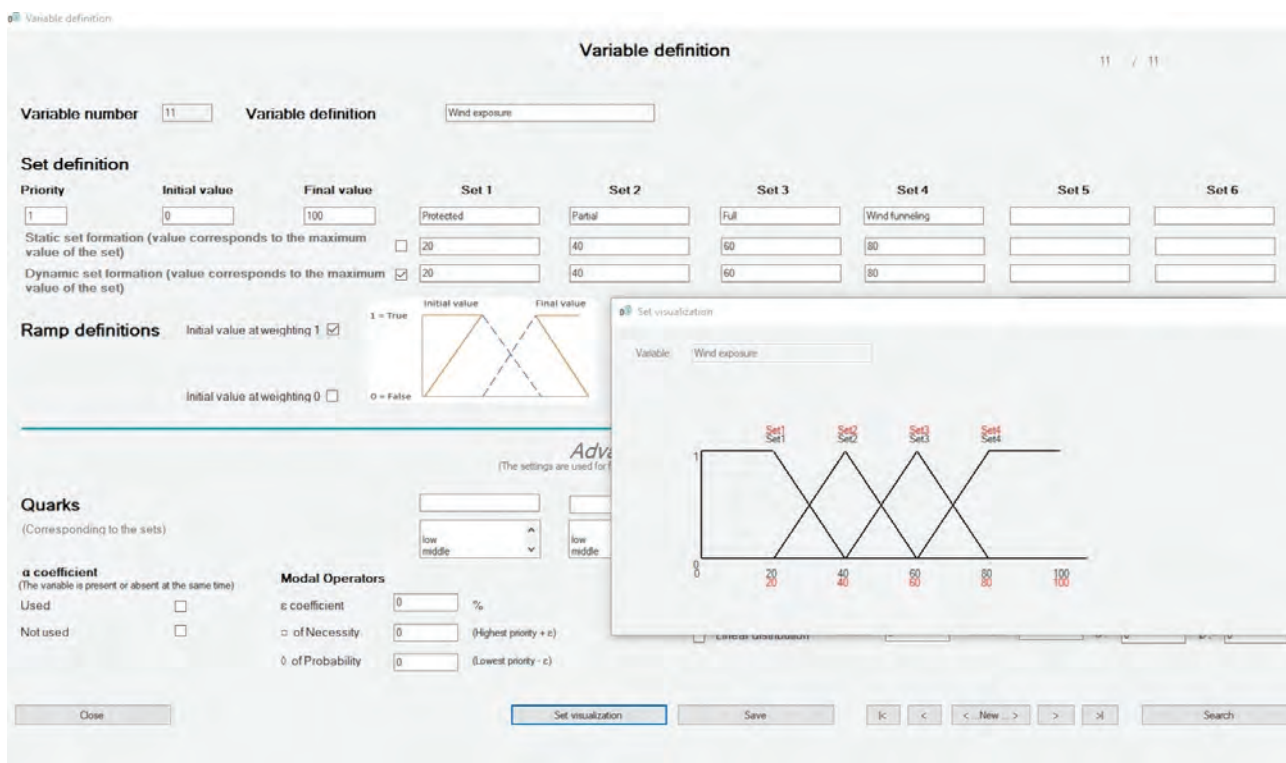 Variable definition
Variable definition
11 / 11
Variable number 11 Variable definition Wind exposure
Set definition
Priority Initial value Final value Set 1 Set 2 Set 3 Set 4 Set 5 Set 6
1 0 100 Protected Partial Full Wind funneling
Static set formation (value corresponds to the maximum
value of the set)
20 40 60 80
Dynamic set formation (value corresponds to the maximum
value of the set)
20 40 60 80
Ramp definitions
Initial value at weighting 1
Initial value at weighting 0
Initial value Final value
1 = True
0 = False
Set visualization
Variable: Wind exposure
Set1 Set2 Set3 Set4
Set1 Set2 Set3 Set4
1
0
0 20 40 60 80 100
20 40 60 80 100
(The settings are used for
Quarks
(Corresponding to the sets)
low
middle
low
middle
α coefficient
(The variable is present or absent at the same time)
Used
Not used
Modal Operators
ε coefficient 0 %
□ of Necessity 0 (Highest priority + ε)
◊ of Probability 0 (Lowest priority - ε)
Linear distribution
Close Set visualization Save |< < < ...New ... > > >| Search